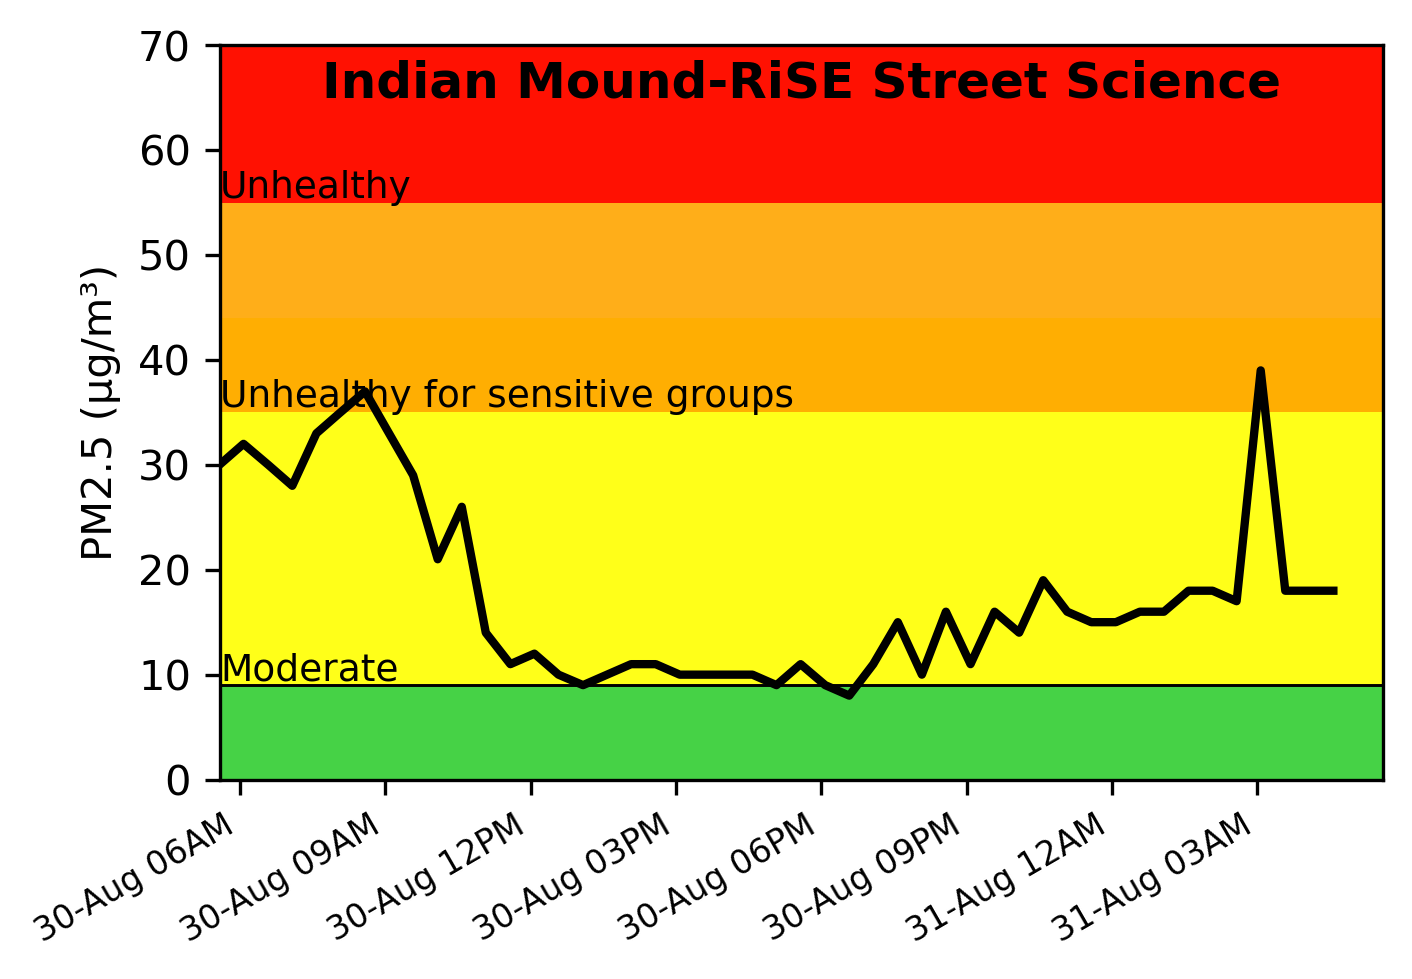 Indian Mound-RiSE Street Science
70
60
50
40
30
20
10
0
PM2.5 (µg/m³)
Unhealthy
Unhealthy for sensitive groups
Moderate
30-Aug 06AM
30-Aug 09AM
30-Aug 12PM
30-Aug 03PM
30-Aug 06PM
30-Aug 09PM
31-Aug 12AM
31-Aug 03AM